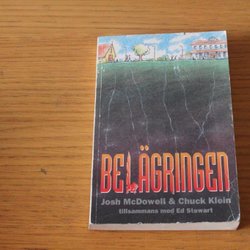 BELÄGRINGEN
Josh McDowell & Chuck Klein
tillsammans med Ed Stewart